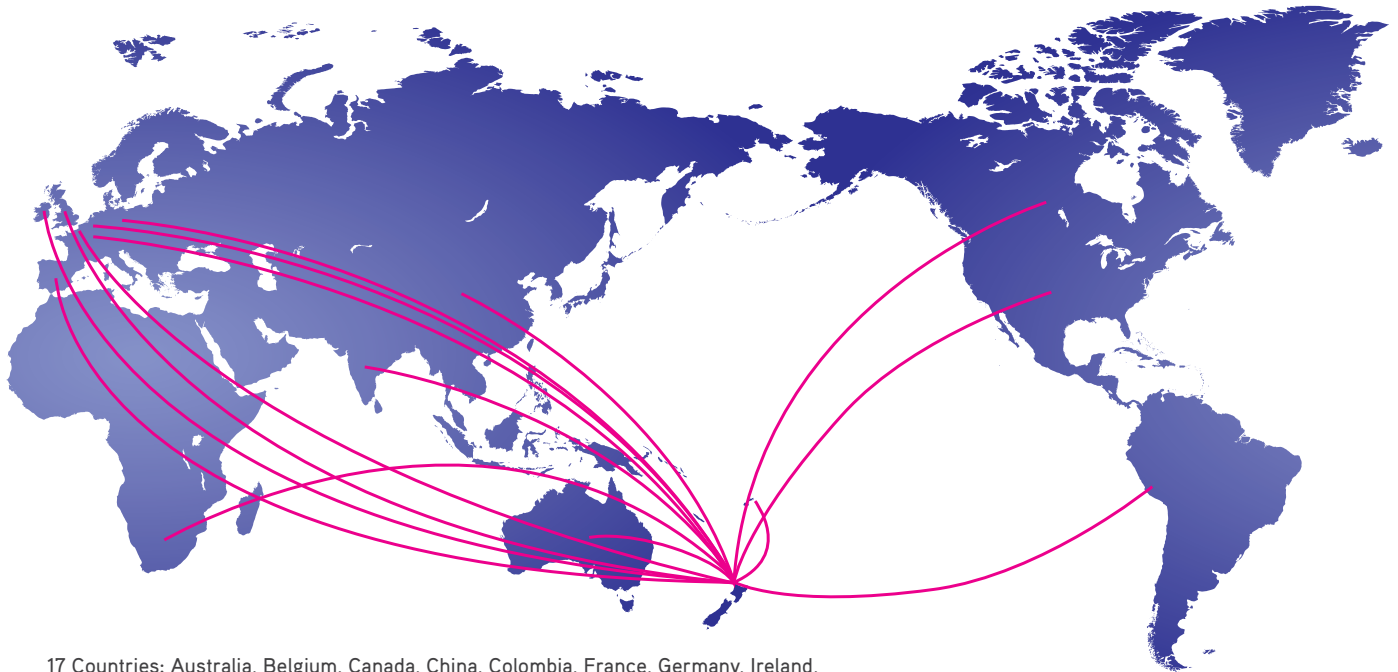 17 Countries: Australia, Belgium, Canada, China, Colombia, France, Germany, Ireland,